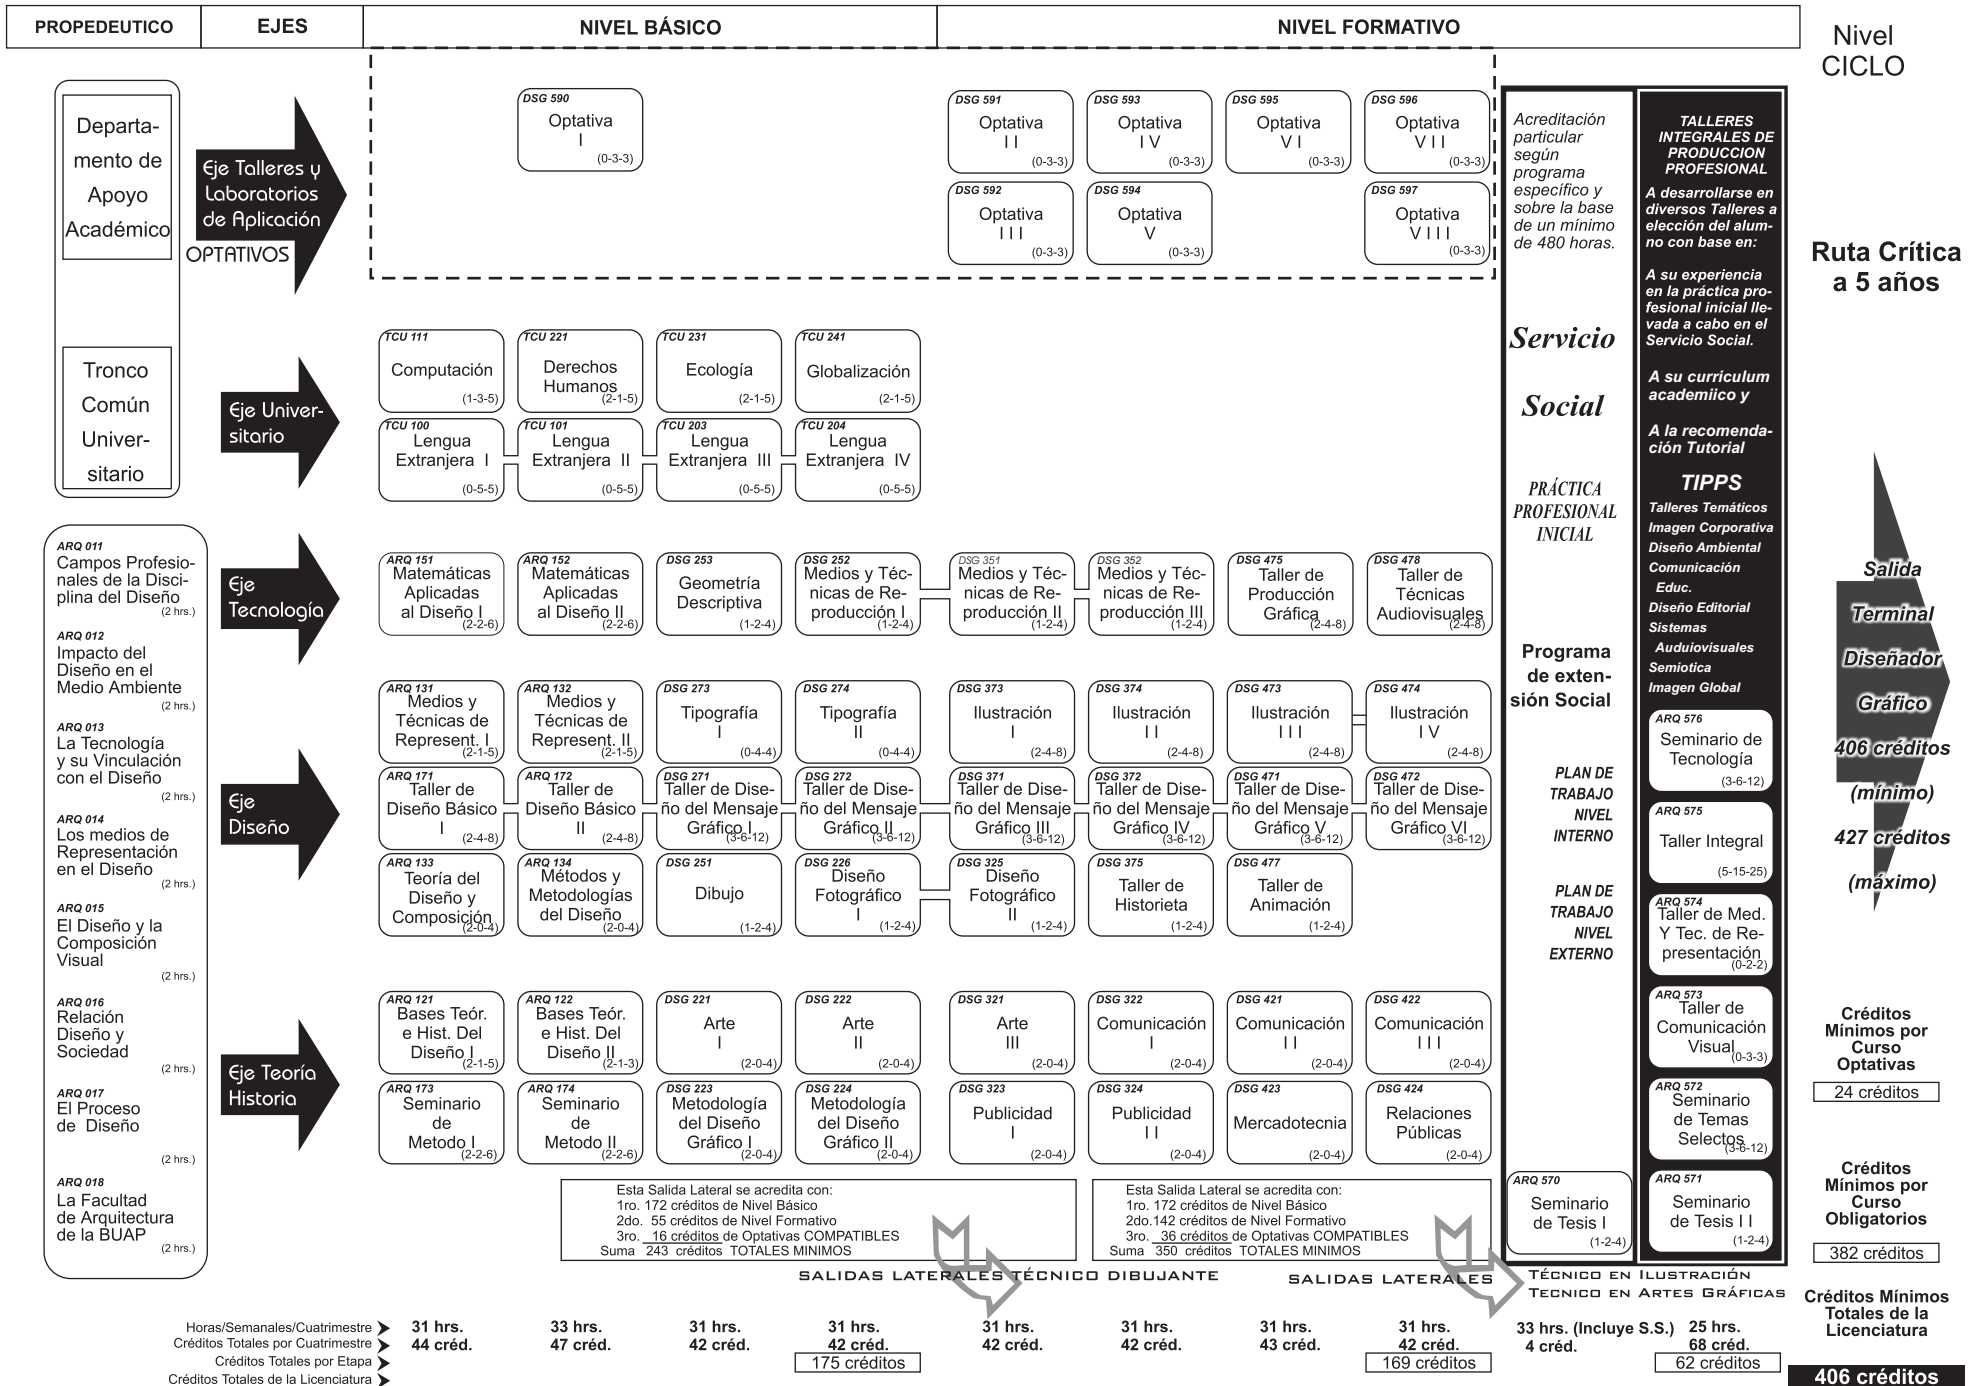 PROPEDEUTICO
EJES
NIVEL BÁSICO
NIVEL FORMATIVO
Nivel
CICLO
Departa-
mento de
Apoyo
Académico
Tronco
Común
Univer-
sitario
ARQ 011
Campos Profesio-
nales de la Disci-
plina del Diseño
(2 hrs.)
ARQ 012
Impacto del
Diseño en el
Medio Ambiente
(2 hrs.)
ARQ 013
La Tecnología
y su Vinculación
con el Diseño
(2 hrs.)
ARQ 014
Los medios de
Representación
en el Diseño
(2 hrs.)
ARQ 015
El Diseño y la
Composición
Visual
(2 hrs.)
ARQ 016
Relación
Diseño y
Sociedad
(2 hrs.)
ARQ 017
El Proceso
de Diseño
(2 hrs.)
ARQ 018
La Facultad
de Arquitectura
de la BUAP
(2 hrs.)
Eje Talleres y
Laboratorios
de Aplicación
OPTATIVOS
DSG 590
Optativa
I
(0-3-3)
DSG 591
Optativa
I I
(0-3-3)
DSG 593
Optativa
I V
(0-3-3)
DSG 595
Optativa
V I
(0-3-3)
DSG 596
Optativa
V I I
(0-3-3)
DSG 592
Optativa
I I I
(0-3-3)
DSG 594
Optativa
V
(0-3-3)
DSG 597
Optativa
V I I I
(0-3-3)
Eje Univer-
sitario
TCU 111
Computación
(1-3-5)
TCU 221
Derechos
Humanos
(2-1-5)
TCU 231
Ecología
(2-1-5)
TCU 241
Globalización
(2-1-5)
TCU 100
Lengua
Extranjera I
(0-5-5)
TCU 101
Lengua
Extranjera II
(0-5-5)
TCU 203
Lengua
Extranjera III
(0-5-5)
TCU 204
Lengua
Extranjera IV
(0-5-5)
Eje
Tecnología
ARQ 151
Matemáticas
Aplicadas
al Diseño I
(2-2-6)
ARQ 152
Matemáticas
Aplicadas
al Diseño II
(2-2-6)
DSG 253
Geometría
Descriptiva
(1-2-4)
DSG 252
Medios y Téc-
nicas de Re-
producción I
(1-2-4)
DSG 351
Medios y Téc-
nicas de Re-
producción II
(1-2-4)
DSG 352
Medios y Téc-
nicas de Re-
producción III
(1-2-4)
DSG 475
Taller de
Producción
Gráfica
(2-4-8)
DSG 478
Taller de
Técnicas
Audiovisuales
(2-4-8)
Eje
Diseño
ARQ 131
Medios y
Técnicas de
Represent. I
(2-1-5)
ARQ 132
Medios y
Técnicas de
Represent. II
(2-1-5)
DSG 273
Tipografía
I
(0-4-4)
DSG 274
Tipografía
II
(0-4-4)
DSG 373
Ilustración
I
(2-4-8)
DSG 374
Ilustración
I I
(2-4-8)
DSG 473
Ilustración
I I I
(2-4-8)
DSG 474
Ilustración
I V
(2-4-8)
ARQ 171
Taller de
Diseño Básico
I
(2-4-8)
ARQ 172
Taller de
Diseño Básico
II
(2-4-8)
DSG 271
Taller de Dise-
ño del Mensaje
Gráfico I
(3-6-12)
DSG 272
Taller de Dise-
ño del Mensaje
Gráfico II
(3-6-12)
DSG 371
Taller de Dise-
ño del Mensaje
Gráfico III
(3-6-12)
DSG 372
Taller de Dise-
ño del Mensaje
Gráfico IV
(3-6-12)
DSG 471
Taller de Dise-
ño del Mensaje
Gráfico V
(3-6-12)
DSG 472
Taller de Dise-
ño del Mensaje
Gráfico VI
(3-6-12)
ARQ 133
Teoría del
Diseño y
Composición
(2-0-4)
ARQ 134
Métodos y
Metodologías
del Diseño
(2-0-4)
DSG 251
Dibujo
(1-2-4)
DSG 226
Diseño
Fotográfico
I
(1-2-4)
DSG 325
Diseño
Fotográfico
II
(1-2-4)
DSG 375
Taller de
Historieta
(1-2-4)
DSG 477
Taller de
Animación
(1-2-4)
Eje Teoría
Historia
ARQ 121
Bases Teór.
e Hist. Del
Diseño I
(2-1-5)
ARQ 122
Bases Teór.
e Hist. Del
Diseño II
(2-1-3)
DSG 221
Arte
I
(2-0-4)
DSG 222
Arte
II
(2-0-4)
DSG 321
Arte
III
(2-0-4)
DSG 322
Comunicación
I
(2-0-4)
DSG 421
Comunicación
I I
(2-0-4)
DSG 422
Comunicación
I I I
(2-0-4)
ARQ 173
Seminario
de
Metodo I
(2-2-6)
ARQ 174
Seminario
de
Metodo II
(2-2-6)
DSG 223
Metodología
del Diseño
Gráfico I
(2-0-4)
DSG 224
Metodología
del Diseño
Gráfico II
(2-0-4)
DSG 323
Publicidad
I
(2-0-4)
DSG 324
Publicidad
I I
(2-0-4)
DSG 423
Mercadotecnia
(2-0-4)
DSG 424
Relaciones
Públicas
(2-0-4)
Esta Salida Lateral se acredita con:
1ro. 172 créditos de Nivel Básico
2do. 55 créditos de Nivel Formativo
3ro. 16 créditos de Optativas COMPATIBLES
Suma 243 créditos TOTALES MINIMOS
SALIDAS LATERALES TÉCNICO DIBUJANTE
Esta Salida Lateral se acredita con:
1ro. 172 créditos de Nivel Básico
2do.142 créditos de Nivel Formativo
3ro. 36 créditos de Optativas COMPATIBLES
Suma 350 créditos TOTALES MINIMOS
SALIDAS LATERALES
TÉCNICO EN ILUSTRACIÓN
TECNICO EN ARTES GRÁFICAS
Acreditación
particular
según
programa
específico y
sobre la base
de un mínimo
de 480 horas.
Servicio
Social
PRÁCTICA
PROFESIONAL
INICIAL
Programa
de exten-
sión Social
PLAN DE
TRABAJO
NIVEL
INTERNO
PLAN DE
TRABAJO
NIVEL
EXTERNO
ARQ 570
Seminario
de Tesis I
(1-2-4)
TALLERES
INTEGRALES DE
PRODUCCION
PROFESIONAL
A desarrollarse en
diversos Talleres a
elección del alum-
no con base en:
A su experiencia
en la práctica pro-
fesional inicial lle-
vada a cabo en el
Servicio Social.
A su curriculum
academiico y
A la recomenda-
ción Tutorial
TIPPS
Talleres Temáticos
Imagen Corporativa
Diseño Ambiental
Comunicación
Educ.
Diseño Editorial
Sistemas
Auduiovisuales
Semiotica
Imagen Global
ARQ 576
Seminario de
Tecnología
(3-6-12)
ARQ 575
Taller Integral
(5-15-25)
ARQ 574
Taller de Med.
Y Tec. de Re-
presentación
(0-2-2)
ARQ 573
Taller de
Comunicación
Visual
(0-3-3)
ARQ 572
Seminario
de Temas
Selectos
(3-6-12)
ARQ 571
Seminario
de Tesis I I
(1-2-4)
Ruta Crítica
a 5 años
Salida
Terminal
Diseñador
Gráfico
406 créditos
(mínimo)
427 créditos
(máximo)
Créditos
Mínimos por
Curso
Optativas
24 créditos
Créditos
Mínimos por
Curso
Obligatorios
382 créditos
Créditos Mínimos
Totales de la
Licenciatura
406 créditos
Horas/Semanales/Cuatrimestre 31 hrs. 33 hrs. 31 hrs. 31 hrs. 31 hrs. 31 hrs. 31 hrs. 31 hrs. 33 hrs. (Incluye S.S.) 25 hrs.
Créditos Totales por Cuatrimestre 44 créd. 47 créd. 42 créd. 42 créd. 42 créd. 42 créd. 43 créd. 42 créd. 4 créd. 68 créd.
Créditos Totales por Etapa 175 créditos 169 créditos 62 créditos
Créditos Totales de la Licenciatura